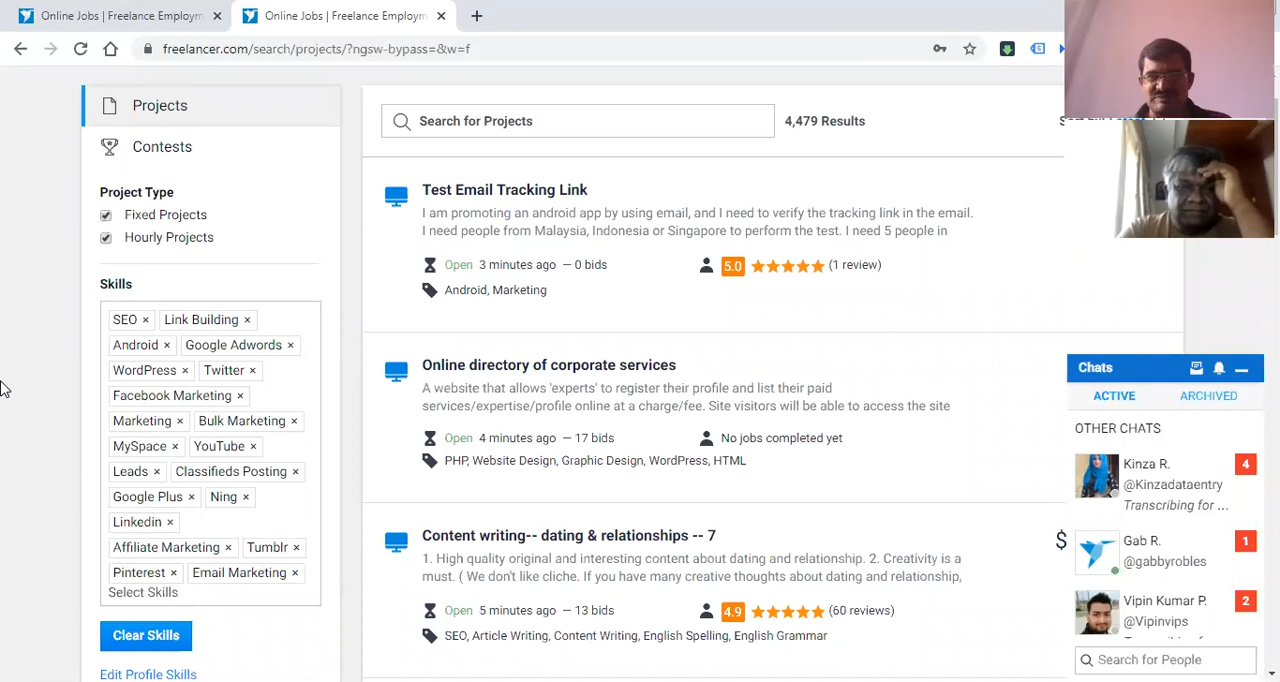 Online Jobs | Freelance Employm
Online Jobs | Freelance Employm
freelancer.com/search/projects/?ngsw-bypass=&w=f
Projects
Contests
Project Type
Fixed Projects
Hourly Projects
Skills
SEO × Link Building ×
Android × Google Adwords ×
WordPress × Twitter ×
Facebook Marketing ×
Marketing × Bulk Marketing ×
MySpace × YouTube ×
Leads × Classifieds Posting ×
Google Plus × Ning ×
Linkedin ×
Affiliate Marketing × Tumblr ×
Pinterest × Email Marketing ×
Select Skills
Clear Skills
Edit Profile Skills
Search for Projects
4,479 Results
Test Email Tracking Link
I am promoting an android app by using email, and I need to verify the tracking link in the email.
I need people from Malaysia, Indonesia or Singapore to perform the test. I need 5 people in
Open 3 minutes ago – 0 bids
5.0 (1 review)
Android, Marketing
Online directory of corporate services
A website that allows 'experts' to register their profile and list their paid
services/expertise/profile online at a charge/fee. Site visitors will be able to access the site
Open 4 minutes ago – 17 bids
No jobs completed yet
PHP, Website Design, Graphic Design, WordPress, HTML
Content writing-- dating & relationships -- 7
$
1. High quality original and interesting content about dating and relationship. 2. Creativity is a
must. ( We don't like cliche. If you have many creative thoughts about dating and relationship,
Open 5 minutes ago – 13 bids
4.9 (60 reviews)
SEO, Article Writing, Content Writing, English Spelling, English Grammar
Chats
ACTIVE ARCHIVED
OTHER CHATS
Kinza R.
4
@Kinzadataentry
Transcribing for ...
Gab R.
1
@gabbyrobles
Vipin Kumar P.
2
@Vipinvips
Search for People